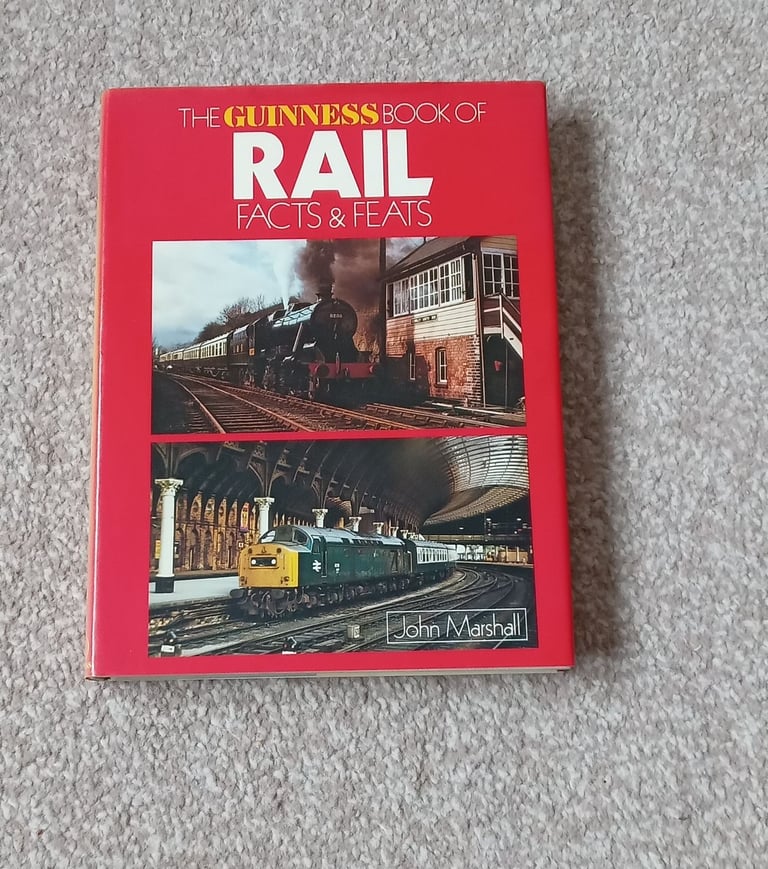 THE GUINNESS BOOK OF
RAIL
FACTS & FEATS
John Marshall